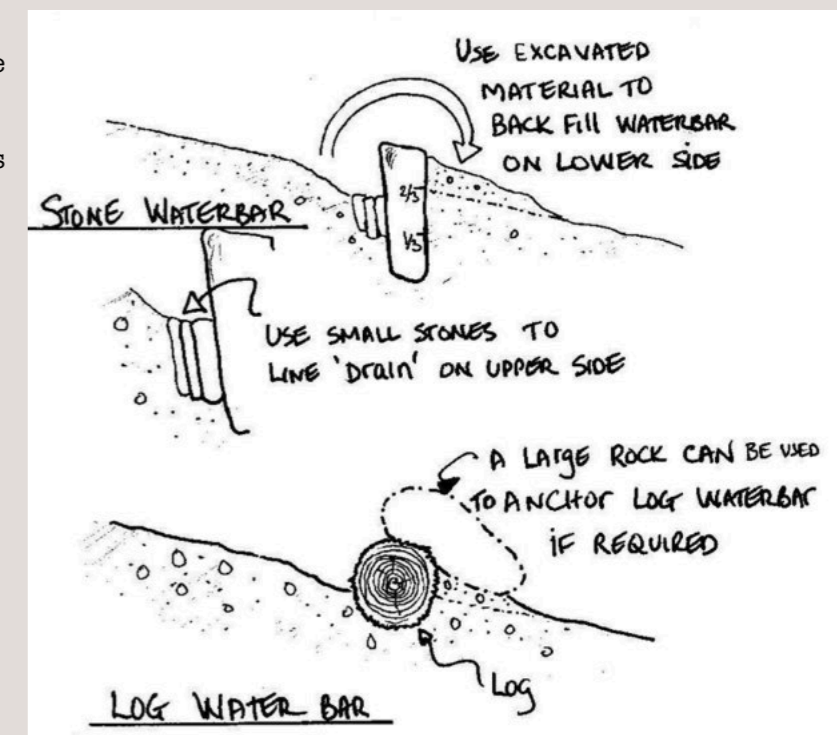 e
s
USE EXCAVATED
MATERIAL TO
BACK FILL WATERBAR
ON LOWER SIDE
STONE WATERBAR
2/3
1/3
USE SMALL STONES TO
LINE 'Drain' ON UPPER SIDE
A LARGE ROCK CAN BE USED
TO ANCHOR LOG WATERBAR
iF REQUIRED
LOG
LOG WATER BAR